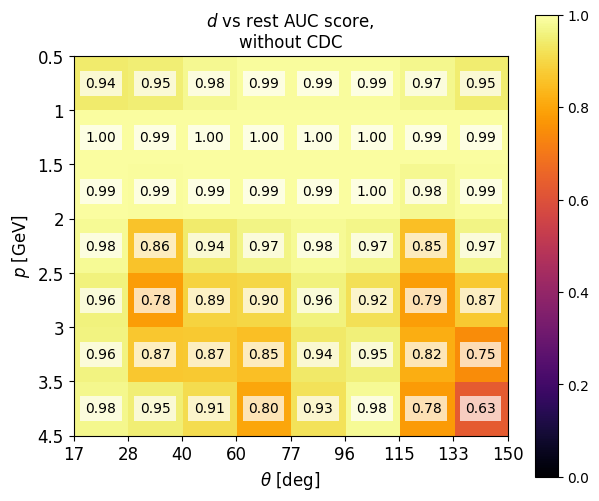 d vs rest AUC score,
without CDC
0.5
1
1.5
2
2.5
3
3.5
4.5
p [GeV]
0.94 0.95 0.98 0.99 0.99 0.99 0.97 0.95
1.00 0.99 1.00 1.00 1.00 1.00 0.99 0.99
0.99 0.99 0.99 0.99 0.99 1.00 0.98 0.99
0.98 0.86 0.94 0.97 0.98 0.97 0.85 0.97
0.96 0.78 0.89 0.90 0.96 0.92 0.79 0.87
0.96 0.87 0.87 0.85 0.94 0.95 0.82 0.75
0.98 0.95 0.91 0.80 0.93 0.98 0.78 0.63
17 28 40 60 77 96 115 133 150
θ [deg]
1.0
0.8
0.6
0.4
0.2
0.0